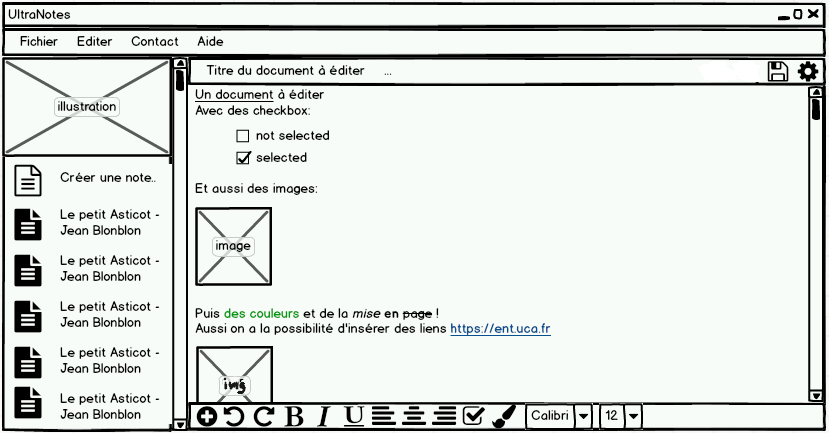 UltraNotes
Fichier Editer Contact Aide
illustration
Créer une note..
Le petit Asticot -
Jean Blonblon
Le petit Asticot -
Jean Blonblon
Le petit Asticot -
Jean Blonblon
Le petit Asticot -
Jean Blonblon
Le petit Asticot -
Jean Blonblon
Titre du document à éditer ...
Un document à éditer
Avec des checkbox:
not selected
selected
Et aussi des images:
image
Puis des couleurs et de la mise en page !
Aussi on a la possibilité d'insérer des liens https://ent.uca.fr
img
B I U Calibri 12